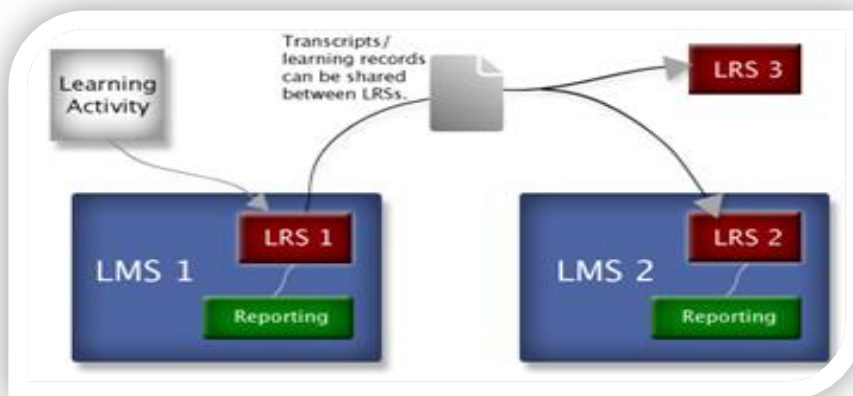 Transcripts/
learning records
can be shared
between LRSs.
LRS 3
Learning
Activity
LRS 1
LMS 1
Reporting
LRS 2
LMS 2
Reporting